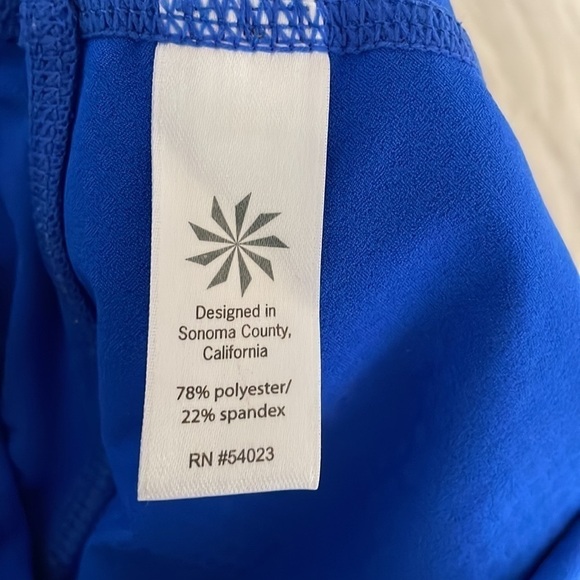 Designed in
Sonoma County,
California
78% polyester/
22% spandex
RN #54023